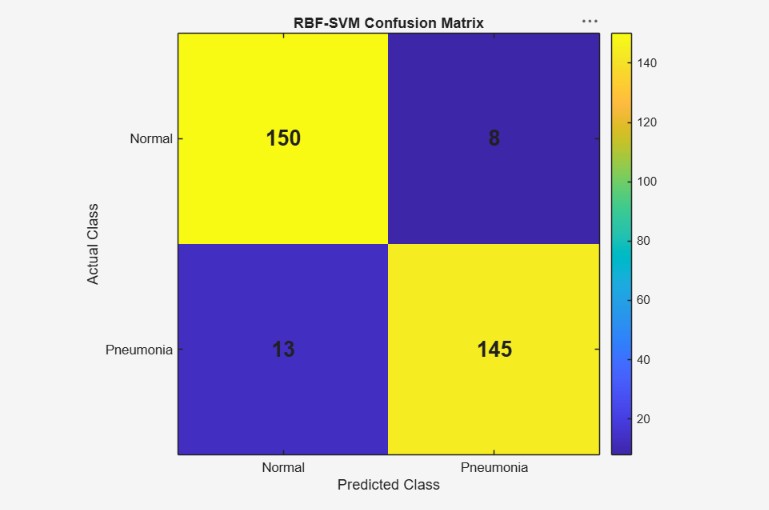 RBF-SVM Confusion Matrix
...
140
120
100
80
60
40
20
Normal
150
8
Actual Class
Pneumonia
13
145
Normal
Pneumonia
Predicted Class